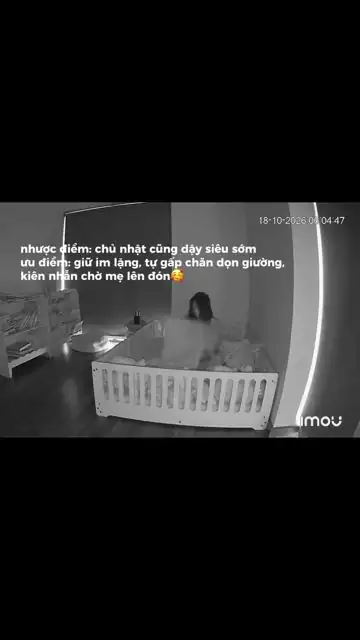 18-10-2026 06:04:47
nhược điểm: chủ nhật cũng dậy siêu sớm
ưu điểm: giữ im lặng, tự gấp chăn dọn giường,
kiên nhẫn chờ mẹ lên đón🥰
imou